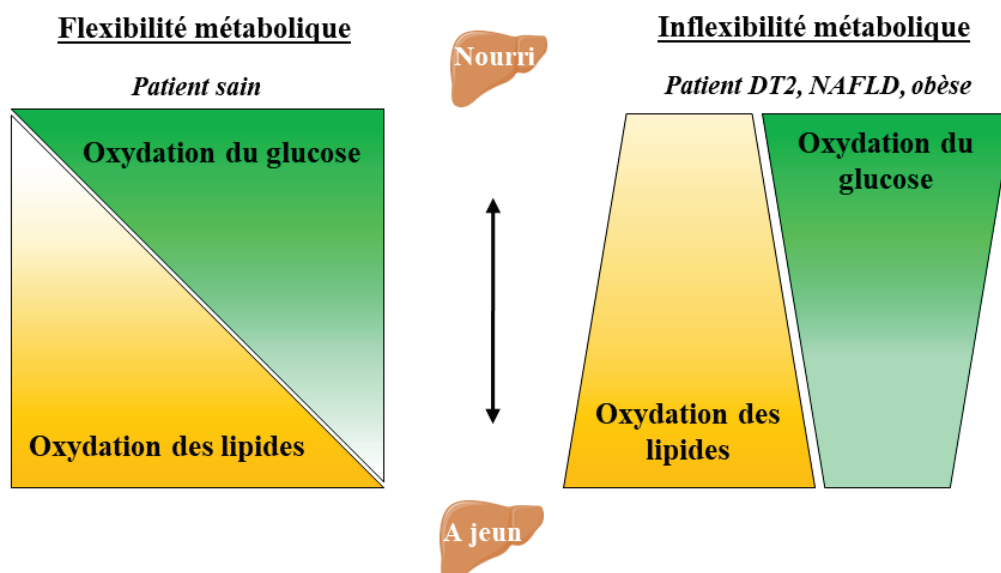 Flexibilité métabolique
Patient sain
Oxydation du glucose
Oxydation des lipides
Nourri
A jeun
Inflexibilité métabolique
Patient DT2, NAFLD, obèse
Oxydation du
glucose
Oxydation des
lipides